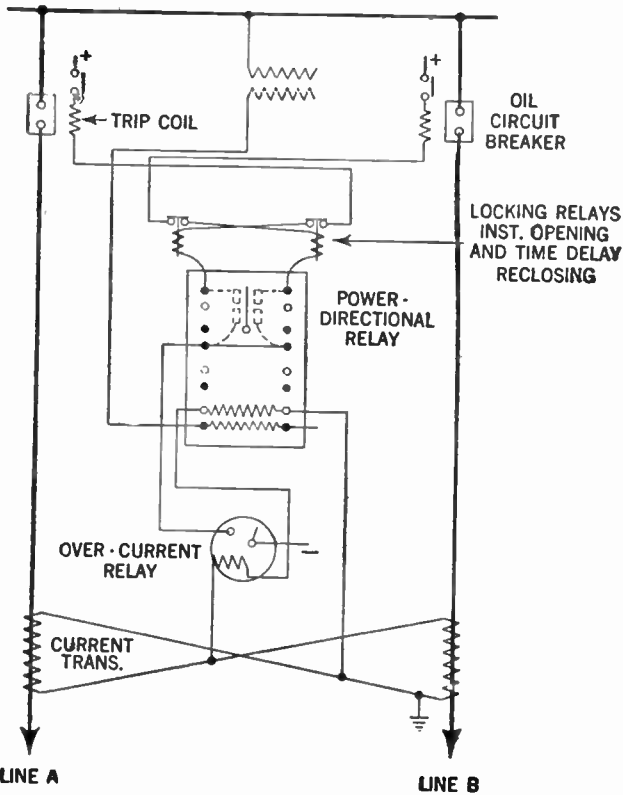 +
+
TRIP COIL
OIL
CIRCUIT
BREAKER
LOCKING RELAYS
INST. OPENING
AND TIME DELAY
RECLOSING
POWER-
DIRECTIONAL
RELAY
OVER-CURRENT
RELAY
CURRENT
TRANS.
LINE A
LINE B